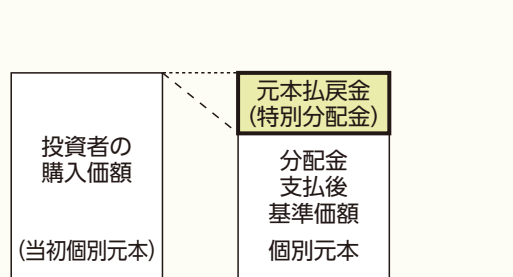 投資者の
購入価額
(当初個別元本)
元本払戻金
(特別分配金)
分配金
支払後
基準価額
個別元本